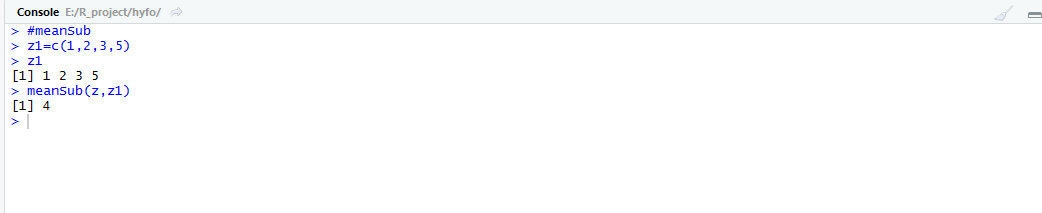 Console E:/R_project/hyfo/
> #meanSub
> z1=c(1,2,3,5)
> z1
[1] 1 2 3 5
> meanSub(z,z1)
[1] 4
>